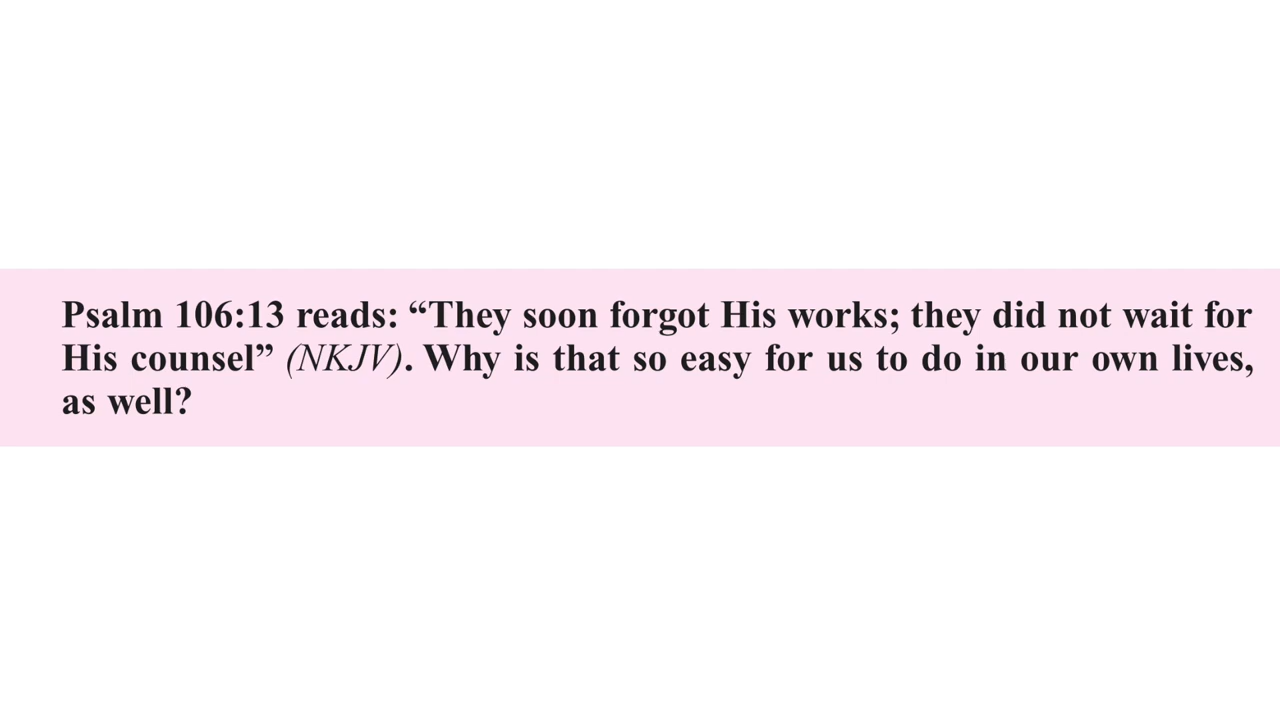 Psalm 106:13 reads: “They soon forgot His works; they did not wait for
His counsel” (NKJV). Why is that so easy for us to do in our own lives,
as well?